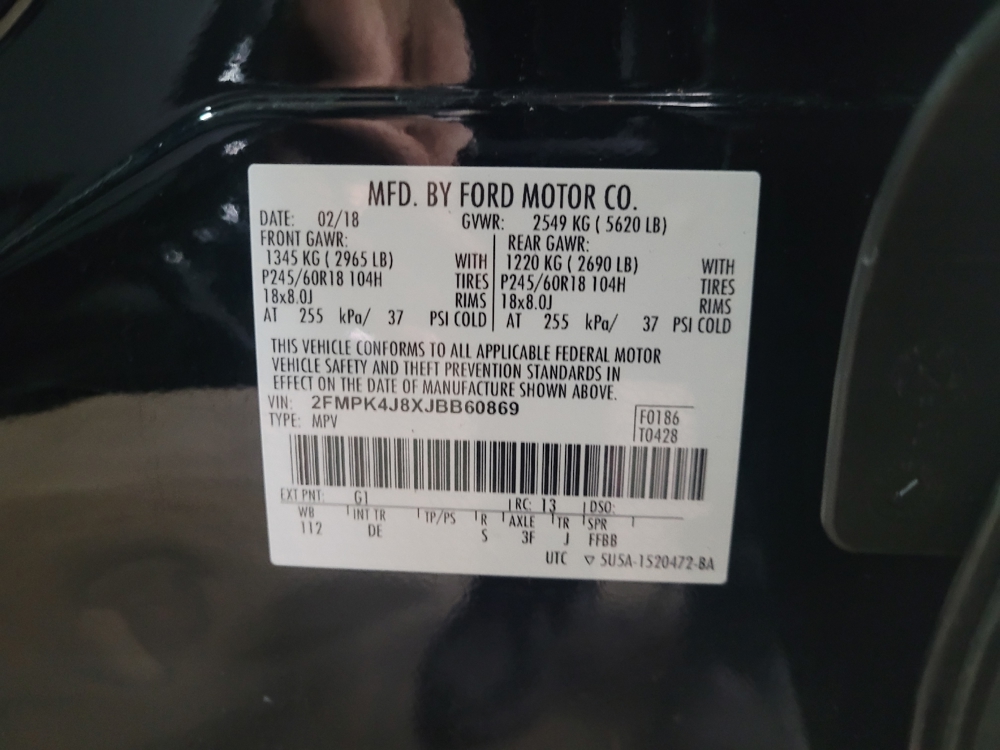 MFD. BY FORD MOTOR CO.
DATE: 02/18 GVWR: 2549 KG ( 5620 LB)
FRONT GAWR: REAR GAWR:
1345 KG ( 2965 LB) WITH 1220 KG ( 2690 LB) WITH
P245/60R18 104H TIRES P245/60R18 104H TIRES
18x8.0J RIMS 18x8.0J RIMS
AT 255 kPa/ 37 PSI COLD AT 255 kPa/ 37 PSI COLD
THIS VEHICLE CONFORMS TO ALL APPLICABLE FEDERAL MOTOR
VEHICLE SAFETY AND THEFT PREVENTION STANDARDS IN
EFFECT ON THE DATE OF MANUFACTURE SHOWN ABOVE.
VIN: 2FMPK4J8XJBB60869
TYPE: MPV
F0186
T0428
EXT PNT: G1 RC: 13 DSO:
WB INT TR TP/PS R AXLE TR SPR
112 DE S 3F J FFBB
UTC ▽ 5U5A-1520472-BA